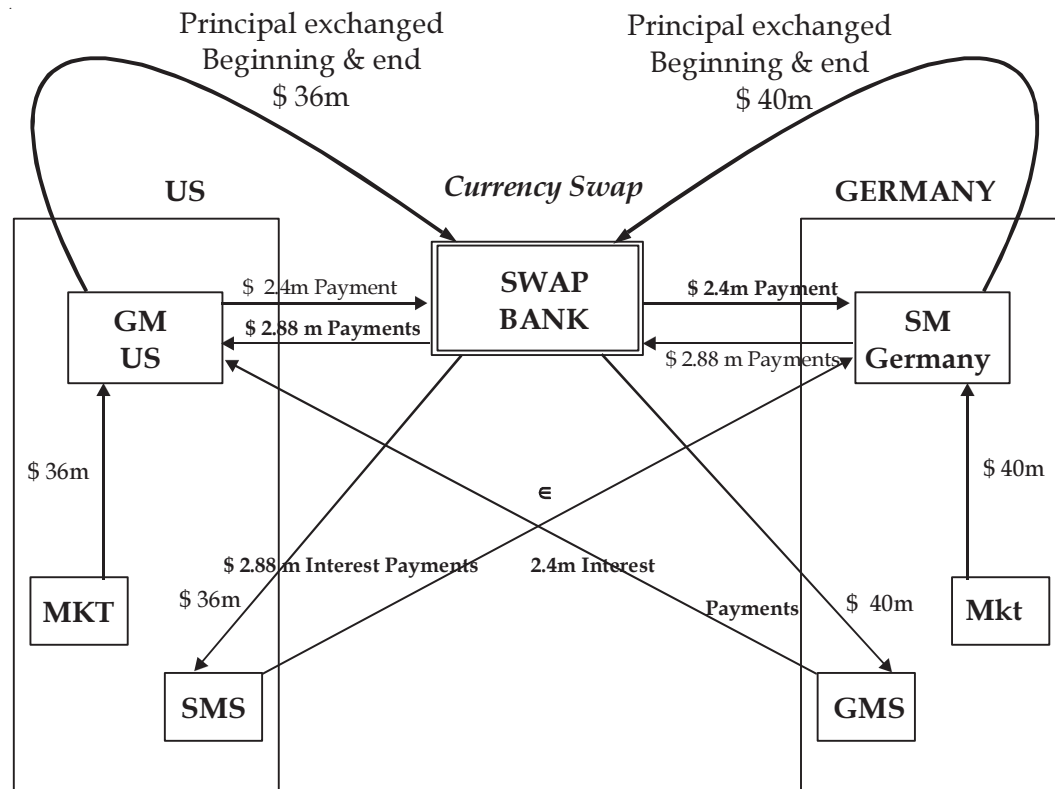 Principal exchanged
Beginning & end
$ 36m
Principal exchanged
Beginning & end
$ 40m
US
Currency Swap
GERMANY
$ 2.4m Payment
SWAP
BANK
$ 2.4m Payment
GM
US
$ 2.88 m Payments
SM
Germany
$ 2.88 m Payments
$ 36m
$ 40m
∈
$ 2.88 m Interest Payments
2.4m Interest
$ 36m
Payments
$ 40m
MKT
Mkt
SMS
GMS